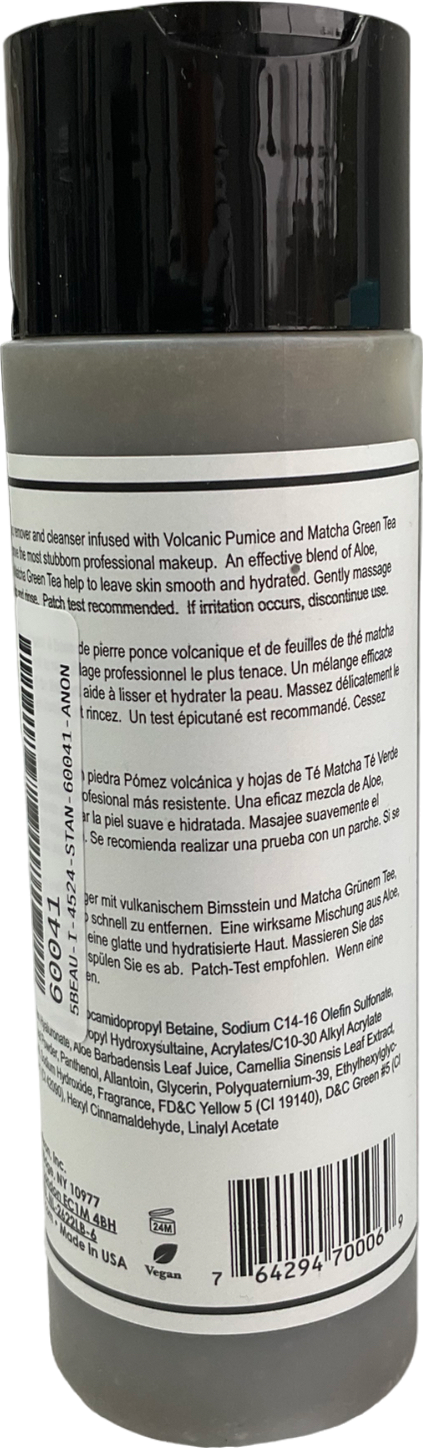 remover and cleanser infused with Volcanic Pumice and Matcha Green Tea
the most stubborn professional makeup. An effective blend of Aloe,
Matcha Green Tea help to leave skin smooth and hydrated. Gently massage
and rinse. Patch test recommended. If irritation occurs, discontinue use.
de pierre ponce volcanique et de feuilles de thé matcha
professionnel le plus tenace. Un mélange efficace
aide à lisser et hydrater la peau. Massez délicatement le
rincez. Un test épicutané est recommandé. Cessez
piedra Pómez volcánica y hojas de Té Matcha Té Verde
más resistente. Una eficaz mezcla de Aloe,
la piel suave e hidratada. Masajee suavemente el
. Se recomienda realizar una prueba con un parche. Si se
mit vulkanischem Bimsstein und Matcha Grünem Tee,
schnell zu entfernen. Eine wirksame Mischung aus Aloe,
eine glatte und hydratisierte Haut. Massieren Sie das
spülen Sie es ab. Patch-Test empfohlen. Wenn eine
en.
60041
5BEAU-I-4524-STAN-60041-ANON
ocamidopropyl Betaine, Sodium C14-16 Olefin Sulfonate,
opyl Hydroxysultaine, Acrylates/C10-30 Alkyl Acrylate
Aloe Barbadensis Leaf Juice, Camellia Sinensis Leaf Extract,
Powder, Panthenol, Allantoin, Glycerin, Polyquaternium-39, Ethylhexylglyc-
Hydroxide, Fragrance, FD&C Yellow 5 (CI 19140), D&C Green #5 (CI
Hexyl Cinnamaldehyde, Linalyl Acetate
Inc.
NY 10977
EC1M 4BH
2622LB-6
• Made in USA
24M
Vegan
7 64294 70006 9